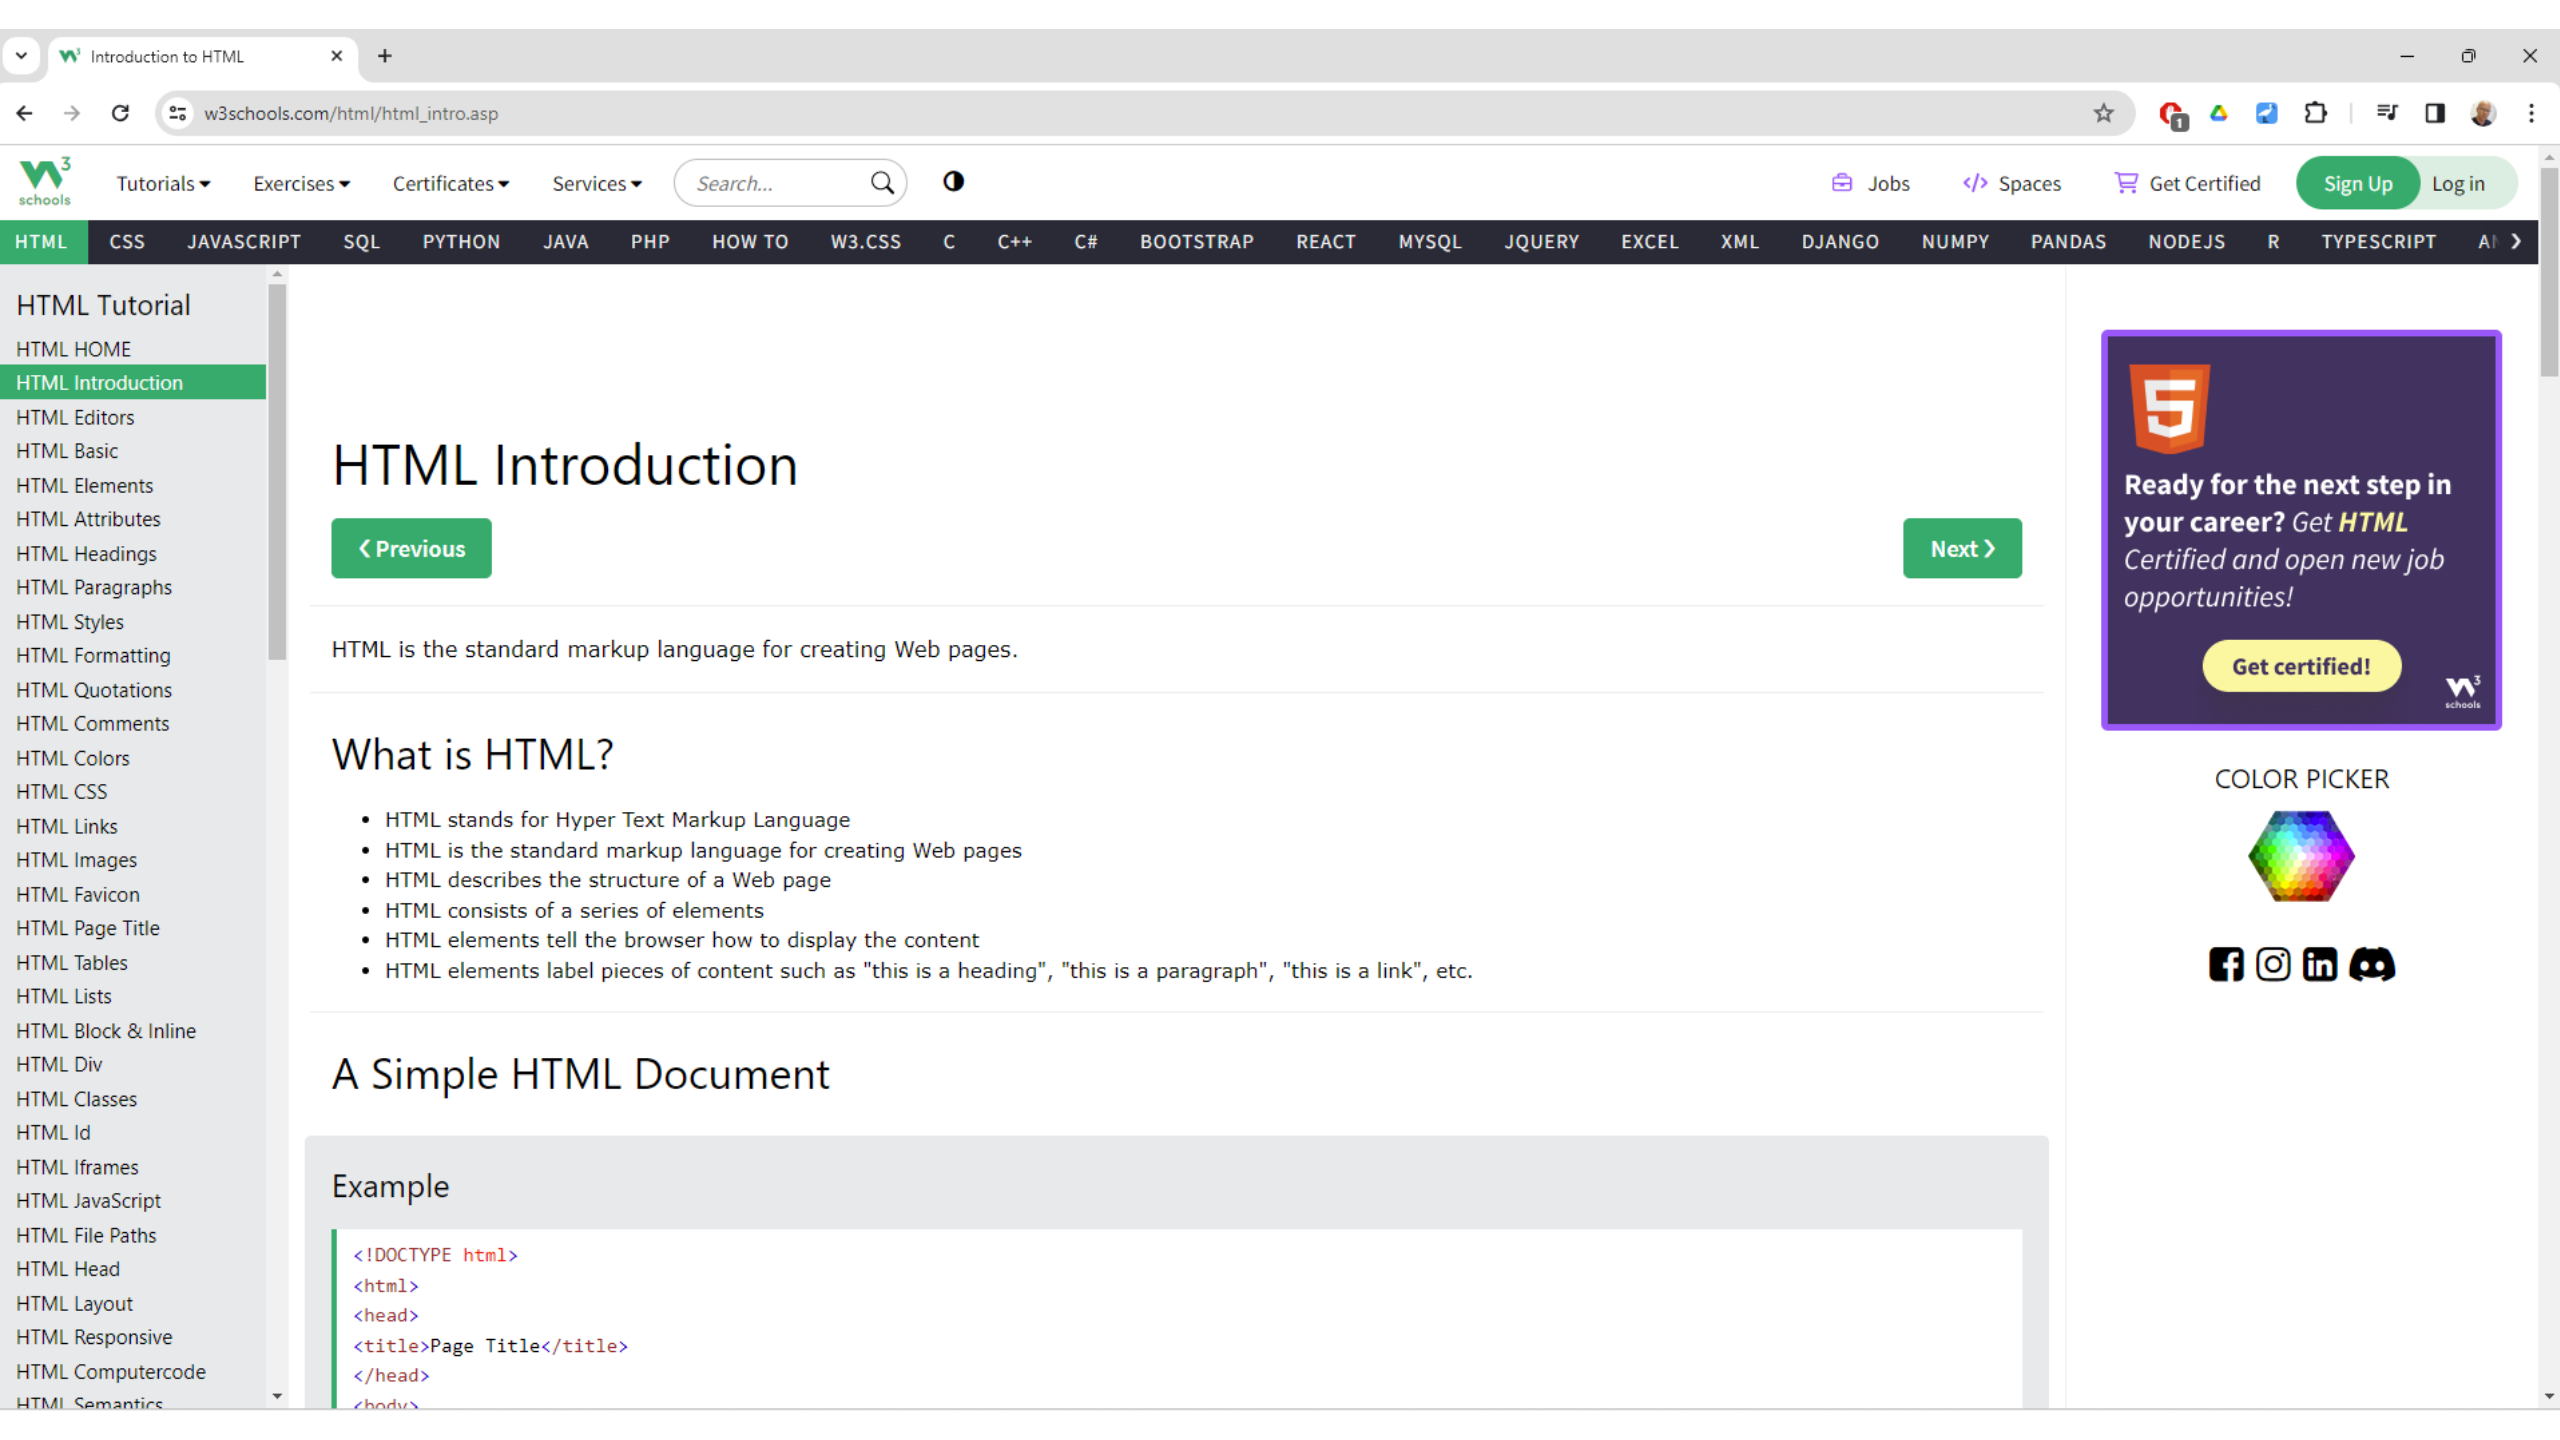 Introduction to HTML
w3schools.com/html/html_intro.asp
1
3
schools
Tutorials Exercises Certificates Services Search... Jobs Spaces Get Certified Sign Up Log in
HTML CSS JAVASCRIPT SQL PYTHON JAVA PHP HOW TO W3.CSS C C++ C# BOOTSTRAP REACT MYSQL JQUERY EXCEL XML DJANGO NUMPY PANDAS NODEJS R TYPESCRIPT
HTML Tutorial
HTML HOME
HTML Introduction
HTML Editors
HTML Basic
HTML Elements
HTML Attributes
HTML Headings
HTML Paragraphs
HTML Styles
HTML Formatting
HTML Quotations
HTML Comments
HTML Colors
HTML CSS
HTML Links
HTML Images
HTML Favicon
HTML Page Title
HTML Tables
HTML Lists
HTML Block & Inline
HTML Div
HTML Classes
HTML Id
HTML Iframes
HTML JavaScript
HTML File Paths
HTML Head
HTML Layout
HTML Responsive
HTML Computercode
HTML Semantics
HTML Introduction
❮ Previous
Next ❯
HTML is the standard markup language for creating Web pages.
What is HTML?
• HTML stands for Hyper Text Markup Language
• HTML is the standard markup language for creating Web pages
• HTML describes the structure of a Web page
• HTML consists of a series of elements
• HTML elements tell the browser how to display the content
• HTML elements label pieces of content such as "this is a heading", "this is a paragraph", "this is a link", etc.
A Simple HTML Document
Example
<!DOCTYPE html>
<html>
<head>
<title>Page Title</title>
</head>
<body>
5
Ready for the next step in
your career? Get HTML
Certified and open new job
opportunities!
Get certified!
3
schools
COLOR PICKER
in